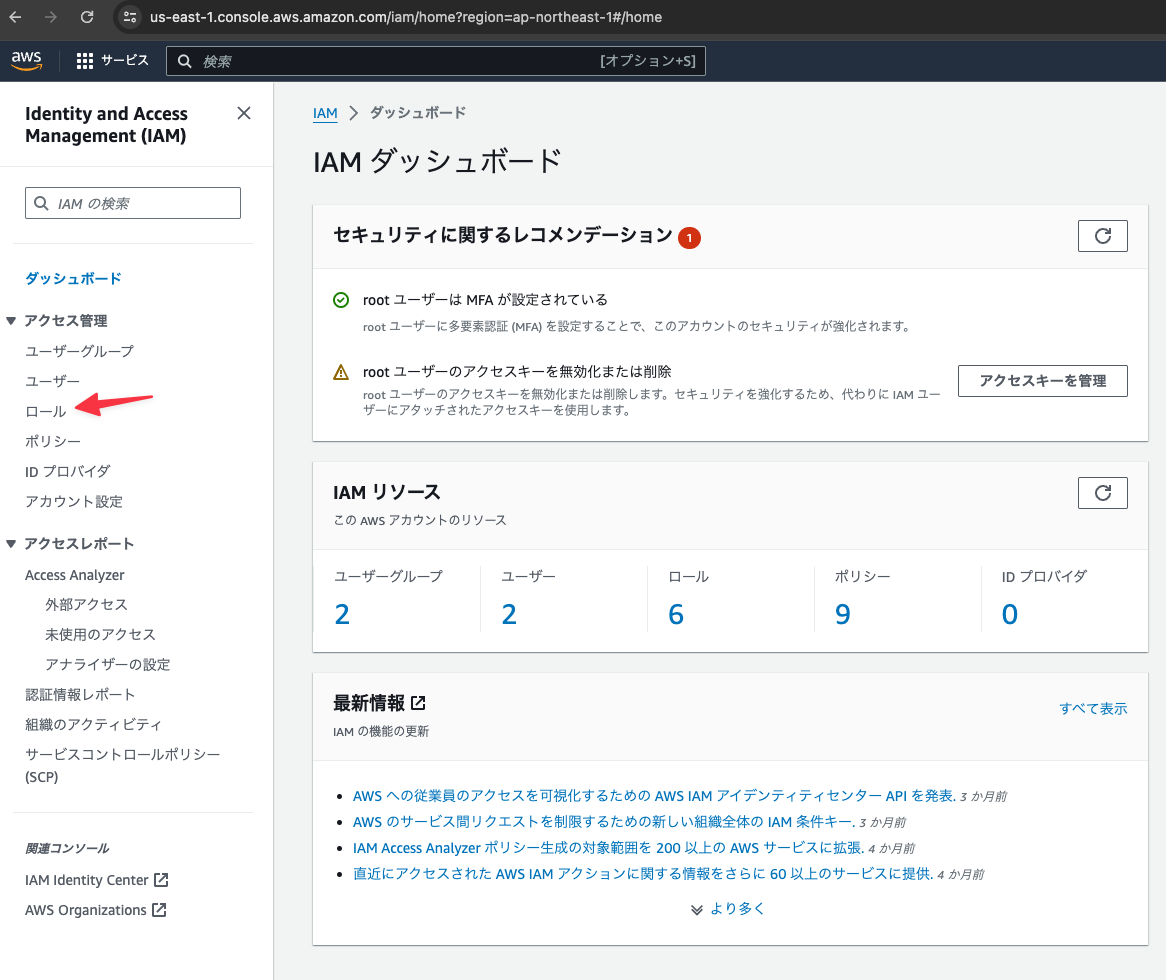 us-east-1.console.aws.amazon.com/iam/home?region=ap-northeast-1#/home
aws
サービス
検索
[オプション+S]
Identity and Access
Management (IAM)
IAM の検索
ダッシュボード
アクセス管理
ユーザーグループ
ユーザー
ロール
ポリシー
ID プロバイダ
アカウント設定
アクセスレポート
Access Analyzer
外部アクセス
未使用のアクセス
アナライザーの設定
認証情報レポート
組織のアクティビティ
サービスコントロールポリシー
(SCP)
関連コンソール
IAM Identity Center
AWS Organizations
IAM
ダッシュボード
IAM ダッシュボード
セキュリティに関するレコメンデーション 1
root ユーザーは MFA が設定されている
root ユーザーに多要素認証 (MFA) を設定することで、このアカウントのセキュリティが強化されます。
root ユーザーのアクセスキーを無効化または削除
root ユーザーのアクセスキーを無効化または削除します。セキュリティを強化するため、代わりに IAM ユー
ザーにアタッチされたアクセスキーを使用します。
アクセスキーを管理
IAM リソース
この AWS アカウントのリソース
ユーザーグループ
2
ユーザー
2
ロール
6
ポリシー
9
ID プロバイダ
0
最新情報
IAM の機能の更新
すべて表示
AWS への従業員のアクセスを可視化するための AWS IAM アイデンティティセンター API を発表. 3 か月前
AWS のサービス間リクエストを制限するための新しい組織全体の IAM 条件キー. 3 か月前
IAM Access Analyzer ポリシー生成の対象範囲を 200 以上の AWS サービスに拡張. 4 か月前
直近にアクセスされた AWS IAM アクションに関する情報をさらに 60 以上のサービスに提供. 4 か月前
より多く